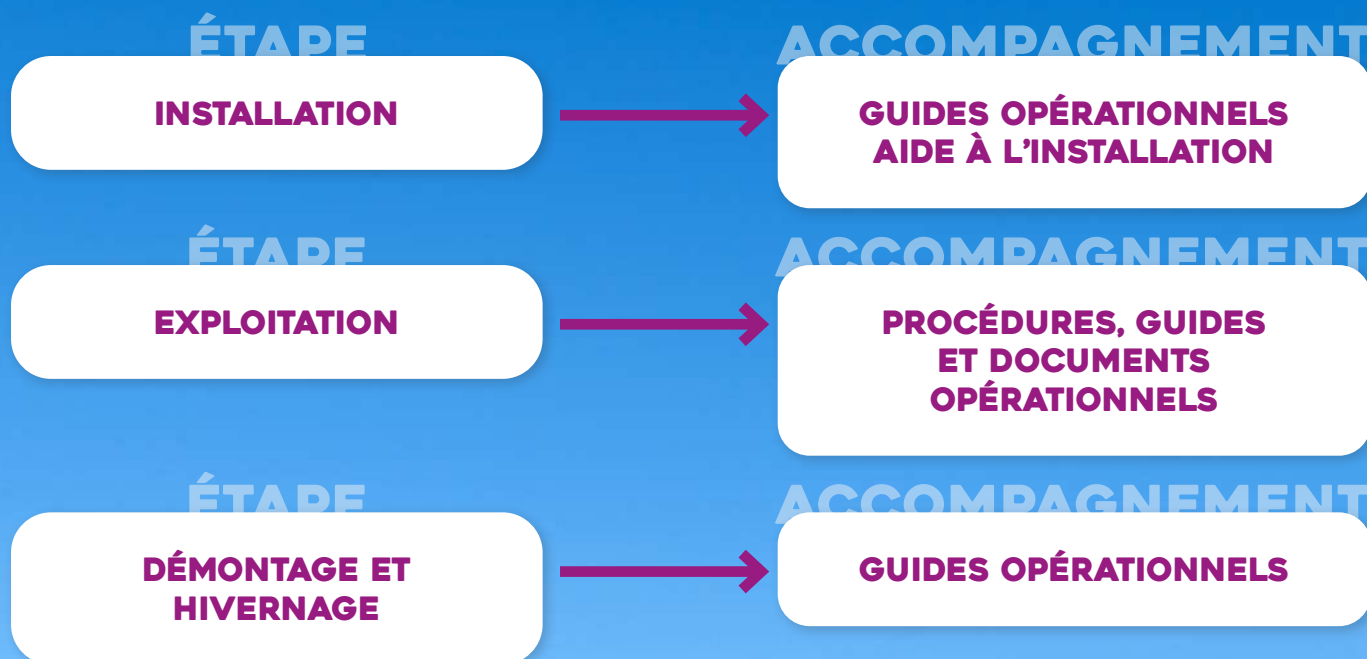 ÉTAPE
ACCOMPAGNEMENT
INSTALLATION
GUIDES OPÉRATIONNELS
AIDE À L’INSTALLATION
ÉTAPE
ACCOMPAGNEMENT
EXPLOITATION
PROCÉDURES, GUIDES
ET DOCUMENTS
OPÉRATIONNELS
ÉTAPE
ACCOMPAGNEMENT
DÉMONTAGE ET
HIVERNAGE
GUIDES OPÉRATIONNELS